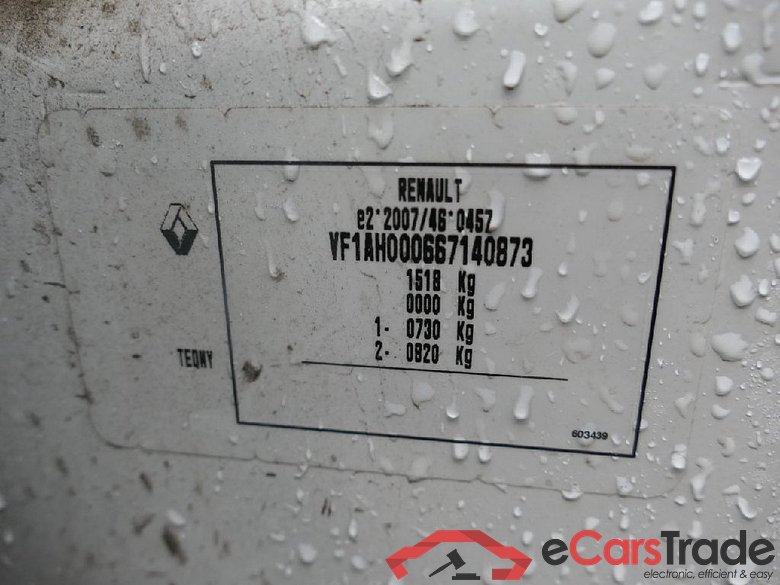 RENAULT
e2*2007/46*0457
VF1AH000667140873
1518 Kg
0000 Kg
1- 0730 Kg
2- 0820 Kg
TEQNY
603439
eCarsTrade
electronic, efficient & easy